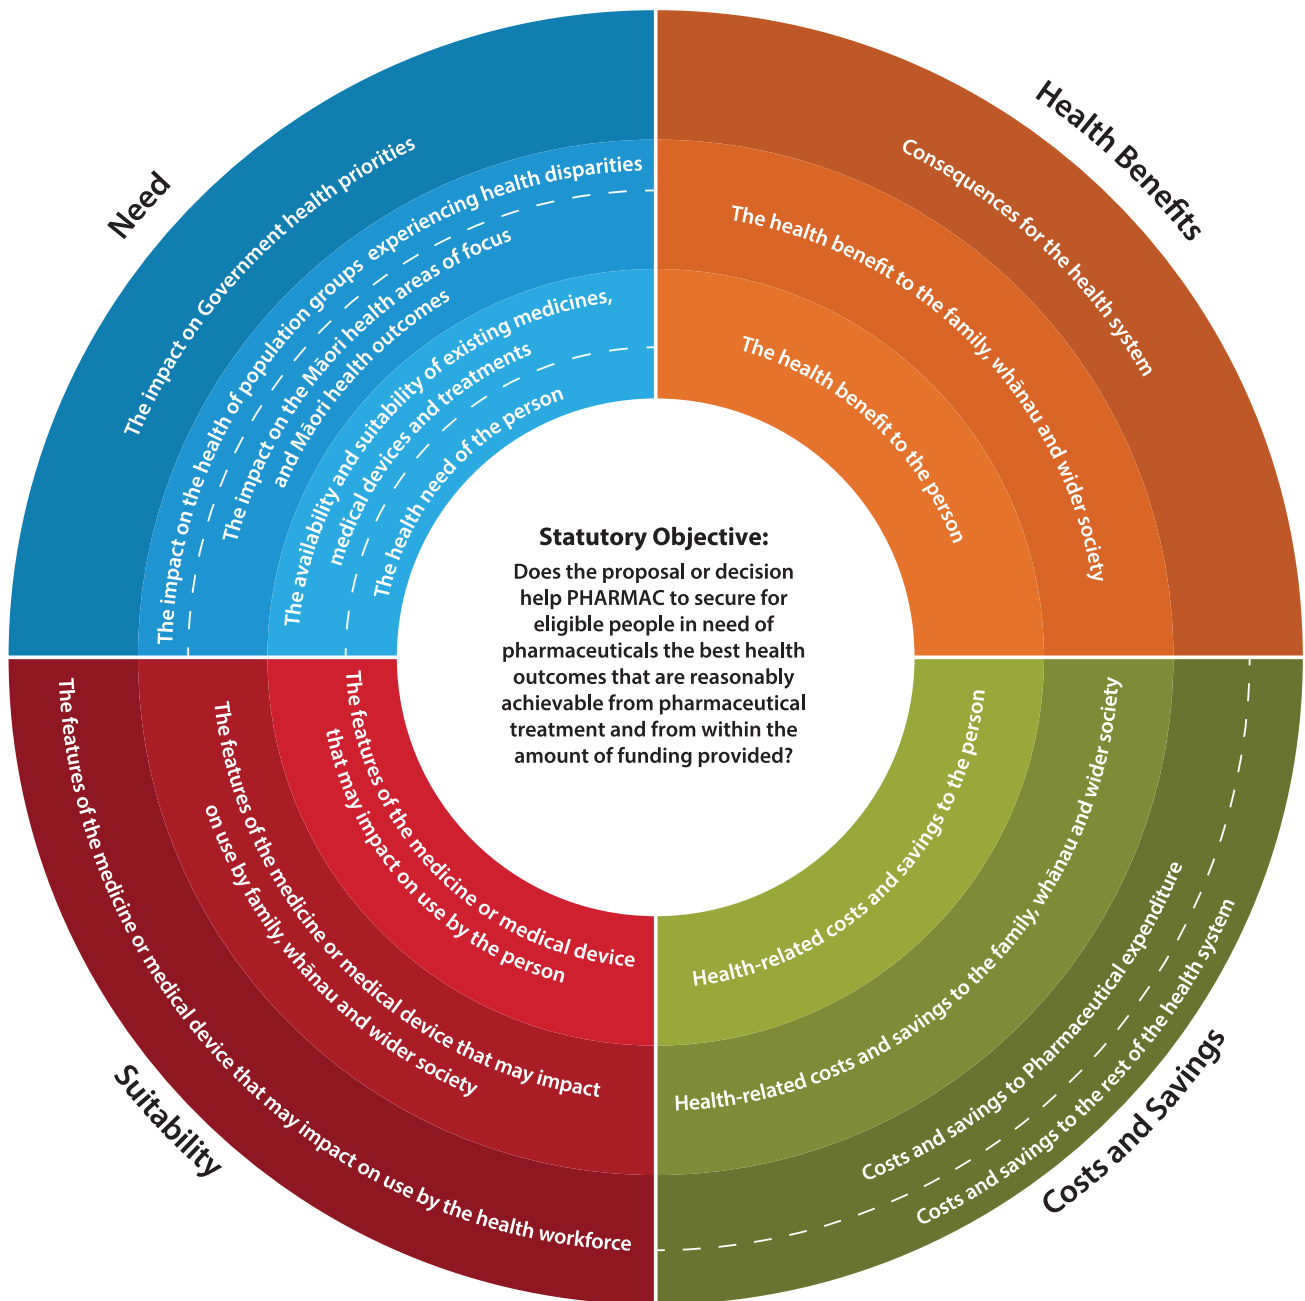 Need
The impact on Government health priorities
The impact on the health of population groups experiencing health disparities
The impact on the Māori health areas of focus
and Māori health outcomes
The availability and suitability of existing medicines,
medical devices and treatments
The health need of the person
Health Benefits
Consequences for the health system
The health benefit to the family, whānau and wider society
The health benefit to the person
Statutory Objective:
Does the proposal or decision
help PHARMAC to secure for
eligible people in need of
pharmaceuticals the best health
outcomes that are reasonably
achievable from pharmaceutical
treatment and from within the
amount of funding provided?
The features of the medicine or medical device
that may impact on use by the person
The features of the medicine or medical device that may impact
on use by family, whānau and wider society
The features of the medicine or medical device that may impact on use by the health workforce
Suitability
Health-related costs and savings to the person
Health-related costs and savings to the family, whānau and wider society
Costs and savings to Pharmaceutical expenditure
Costs and savings to the rest of the health system
Costs and Savings